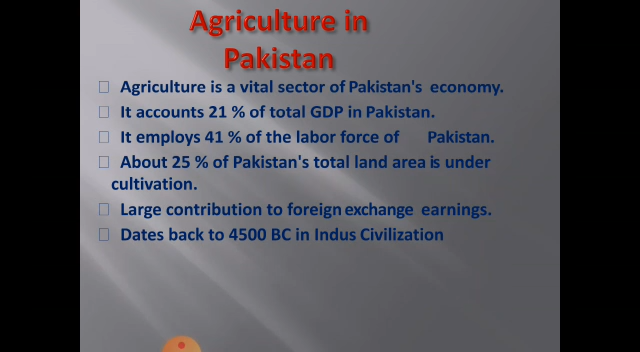 Agriculture in
Pakistan
Agriculture is a vital sector of Pakistan's economy.
It accounts 21 % of total GDP in Pakistan.
It employs 41 % of the labor force of Pakistan.
About 25 % of Pakistan's total land area is under
cultivation.
Large contribution to foreign exchange earnings.
Dates back to 4500 BC in Indus Civilization